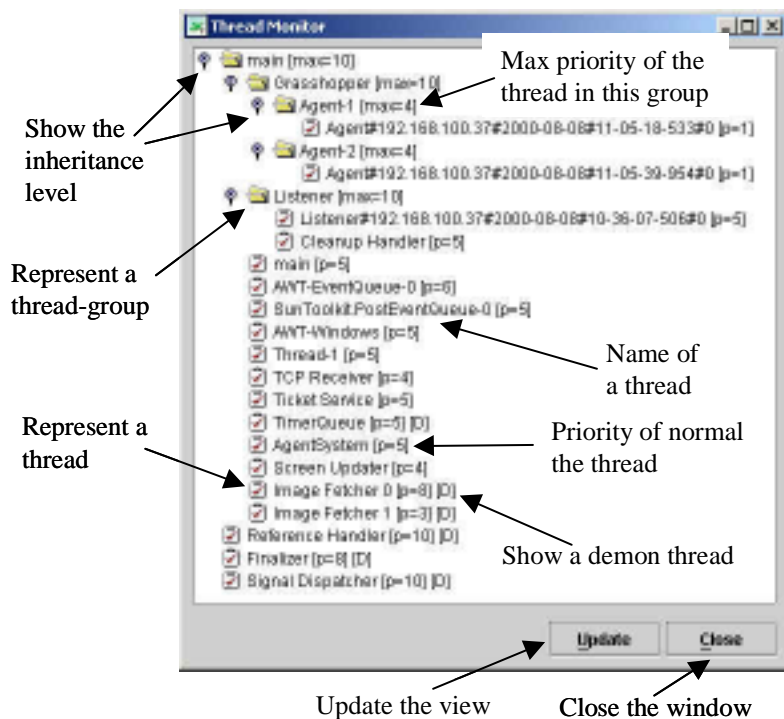 Thread Monitor
main [max=10]
Grasshopper [max=10]
Agent-1 [max=4]
Agent#192.168.100.37#2000-08-08#11-05-18-533#0 [p=1]
Agent-2 [max=4]
Agent#192.168.100.37#2000-08-08#11-05-39-954#0 [p=1]
Listener [max=10]
Listener#192.168.100.37#2000-08-08#10-36-07-506#0 [p=5]
Cleanup Handler [p=5]
main [p=5]
AWT-EventQueue-0 [p=6]
SunToolkit.PostEventQueue-0 [p=5]
AWT-Windows [p=5]
Thread-1 [p=5]
TCP Receiver [p=4]
Ticket Service [p=5]
TimerQueue [p=5] [D]
AgentSystem [p=5]
Screen Updater [p=4]
Image Fetcher 0 [p=8] [D]
Image Fetcher 1 [p=3] [D]
Reference Handler [p=10] [D]
Finalizer [p=8] [D]
Signal Dispatcher [p=10] [D]
Update
Close
Max priority of the
thread in this group
Show the
inheritance
level
Represent a
thread-group
Name of
a thread
Represent a
thread
Priority of normal
the thread
Show a demon thread
Update the view
Close the window